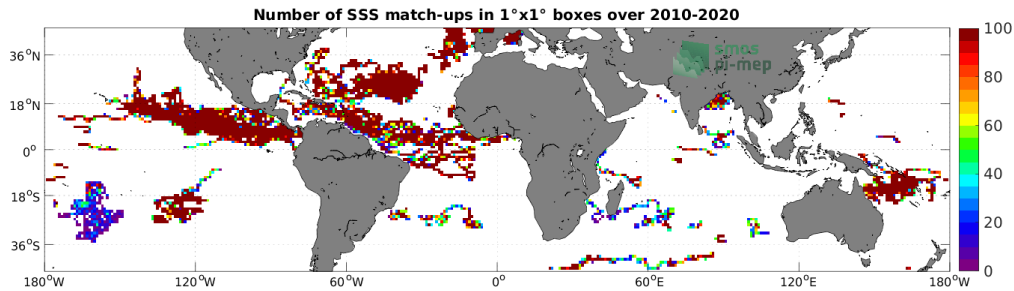 Number of SSS match-ups in 1°x1° boxes over 2010-2020
smos
pi-mep
36°N
18°N
0°
18°S
36°S
180°W
120°W
60°W
0°
60°E
120°E
180°W
100
80
60
40
20
0